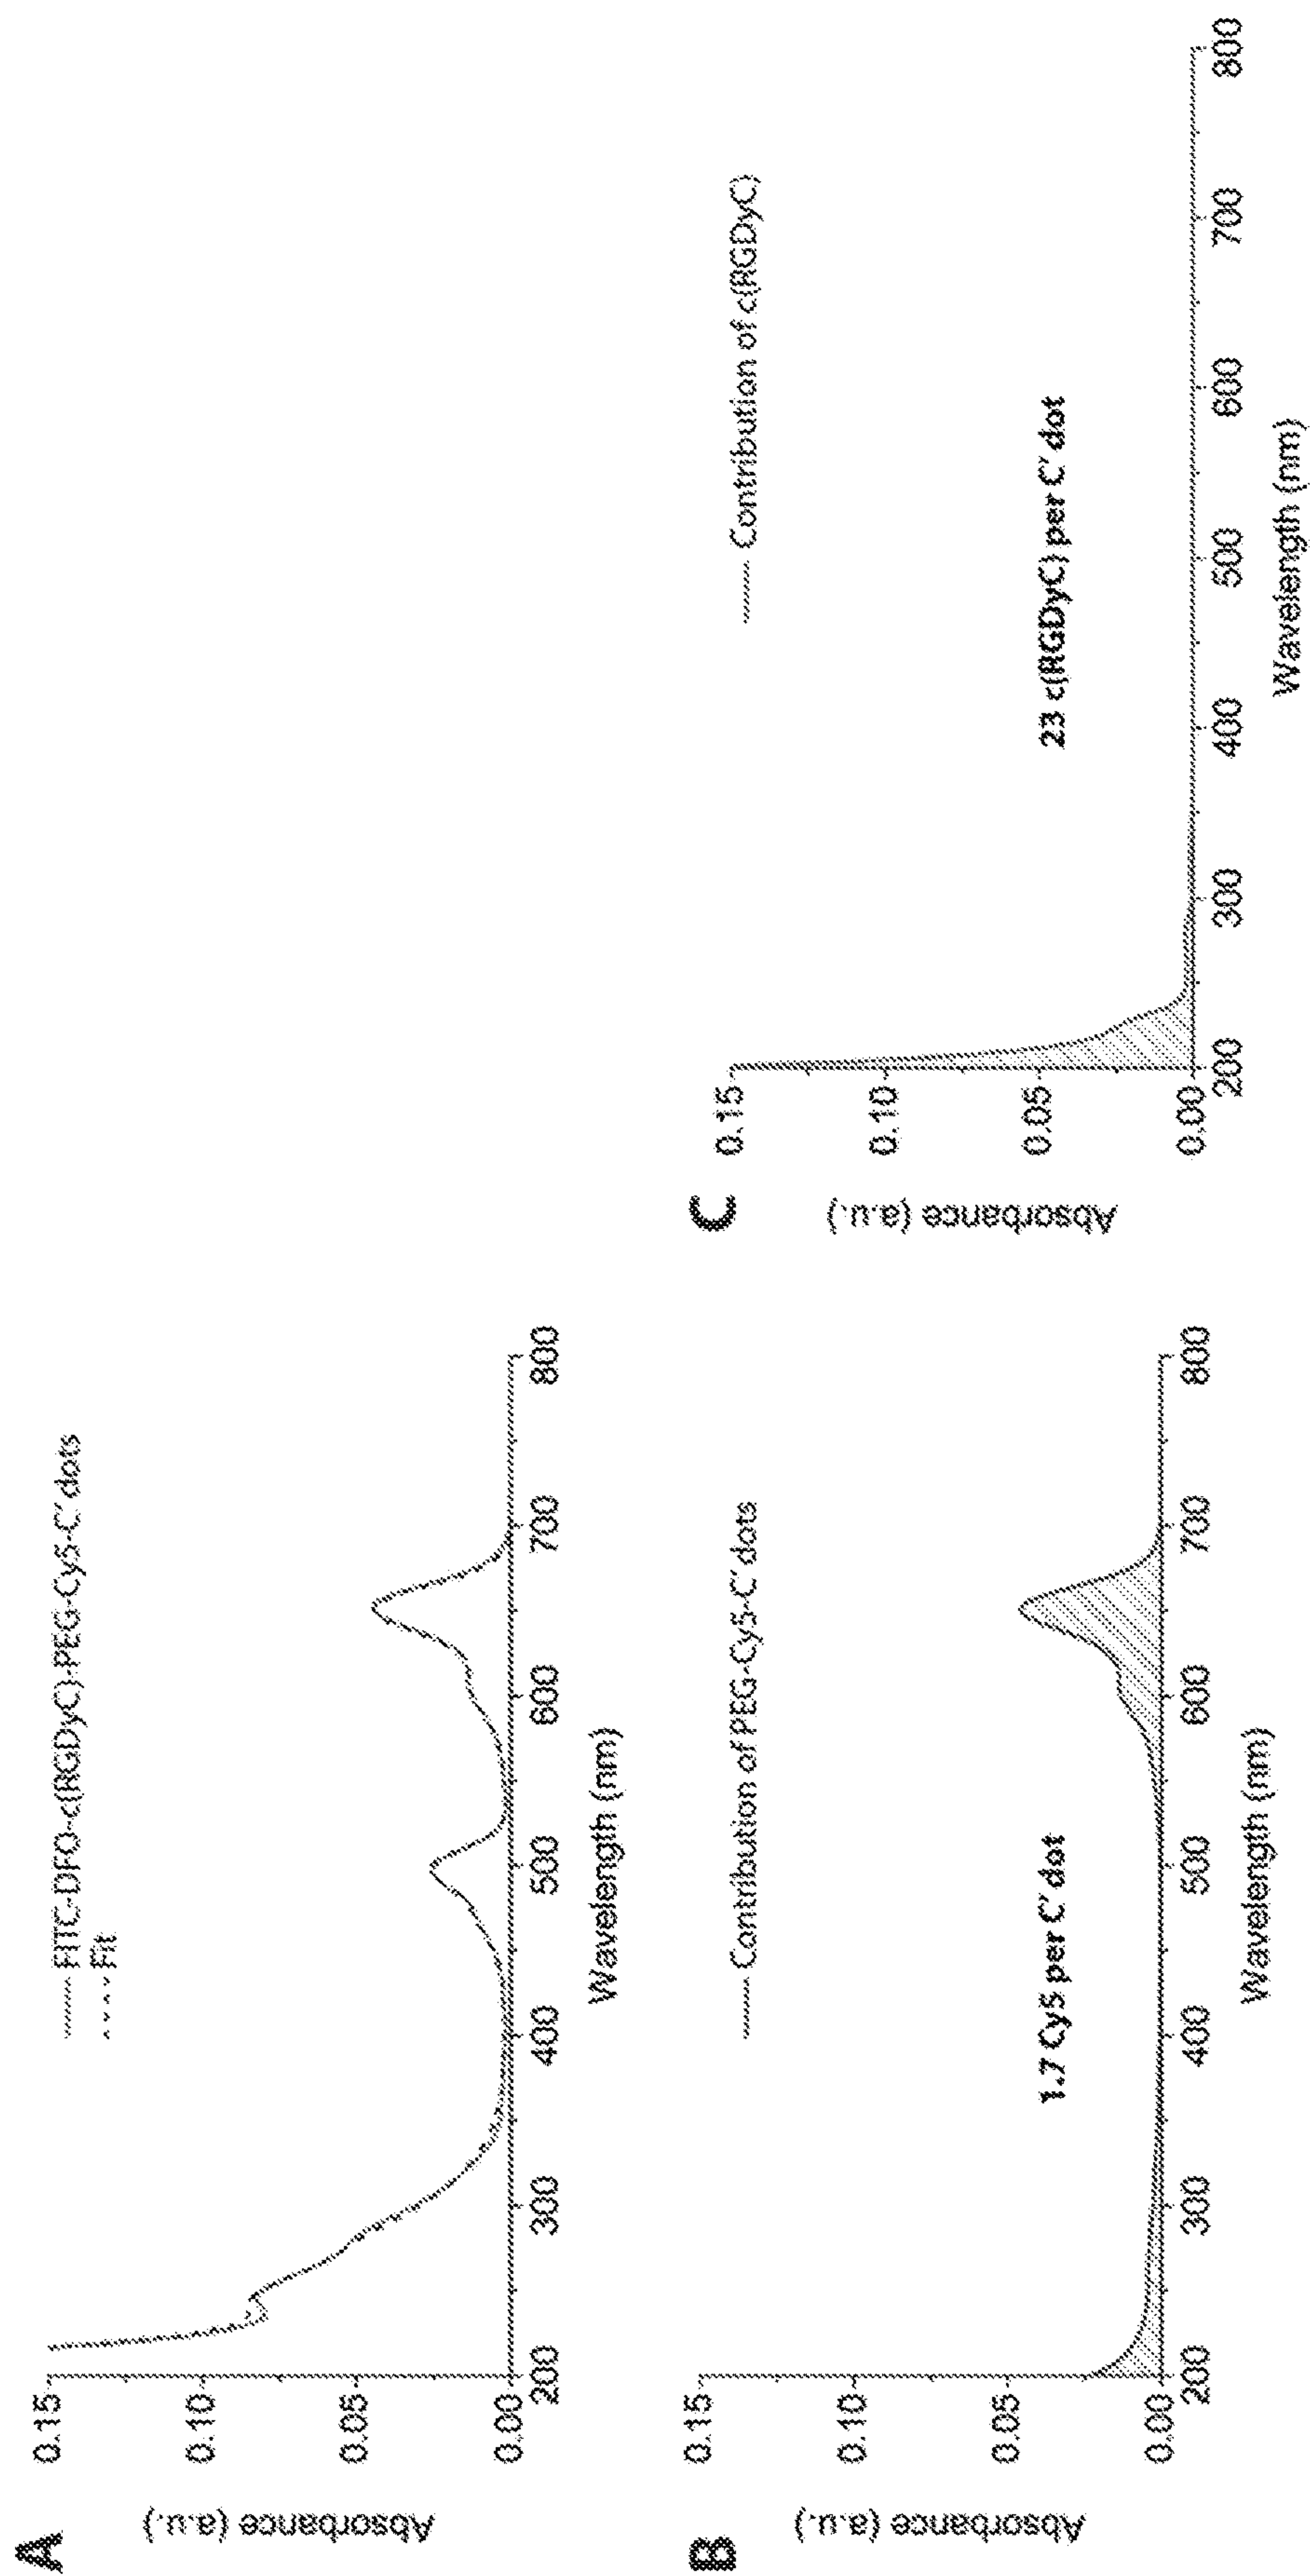 A
FITC-DFO-c(RGDyC)-PEG-Cy5-C' dots
Fit
Absorbance (a.u.)
0.15
0.10
0.05
0.00
200 300 400 500 600 700 800
Wavelength (nm)
B
Contribution of PEG-Cy5-C' dots
1.7 Cy5 per C' dot
Absorbance (a.u.)
0.15
0.10
0.05
0.00
200 300 400 500 600 700 800
Wavelength (nm)
C
Contribution of c(RGDyC)
23 c(RGDyC) per C' dot
Absorbance (a.u.)
0.15
0.10
0.05
0.00
200 300 400 500 600 700 800
Wavelength (nm)